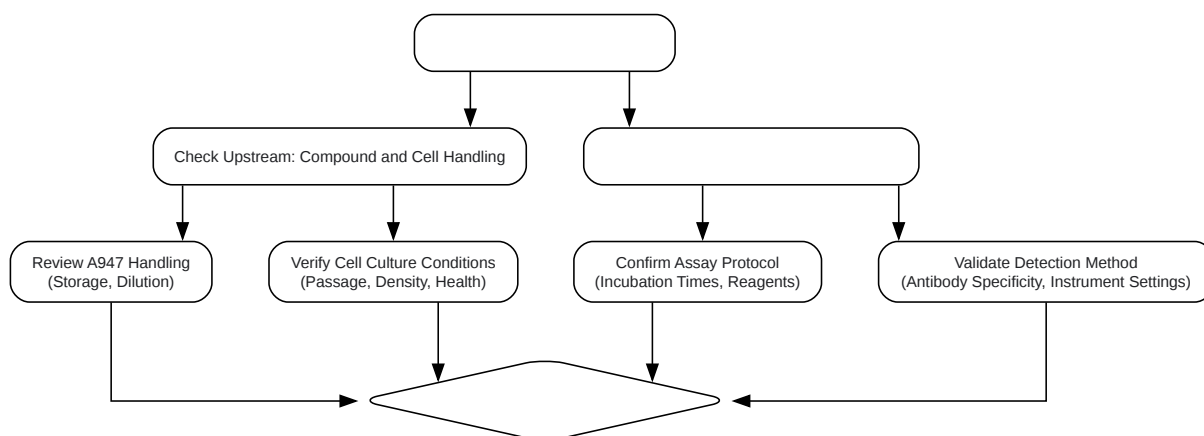 Check Upstream: Compound and Cell Handling
Review A947 Handling
(Storage, Dilution)
Verify Cell Culture Conditions
(Passage, Density, Health)
Confirm Assay Protocol
(Incubation Times, Reagents)
Validate Detection Method
(Antibody Specificity, Instrument Settings)